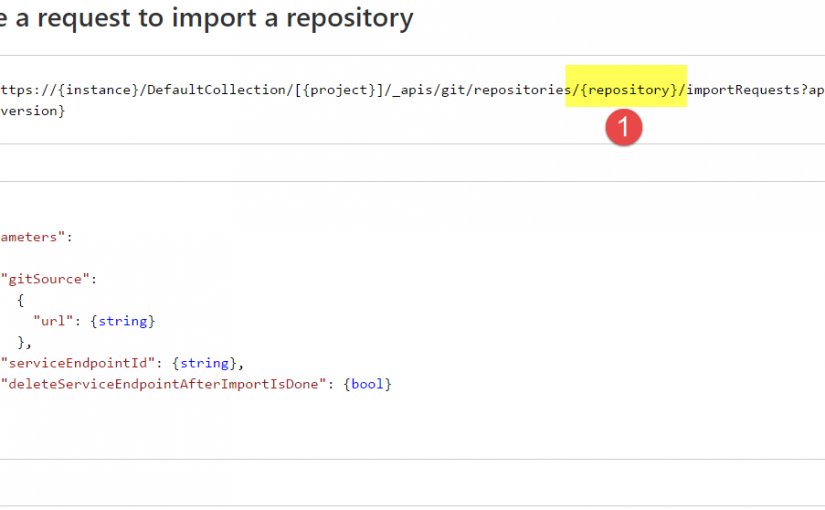 e a request to import a repository
ttps://{instance}/DefaultCollection/[{project}]/_apis/git/repositories/{repository}/importRequests?ap
version}
1
ameters":
"gitSource":
{
"url": {string}
},
"serviceEndpointId": {string},
"deleteServiceEndpointAfterImportIsDone": {bool}